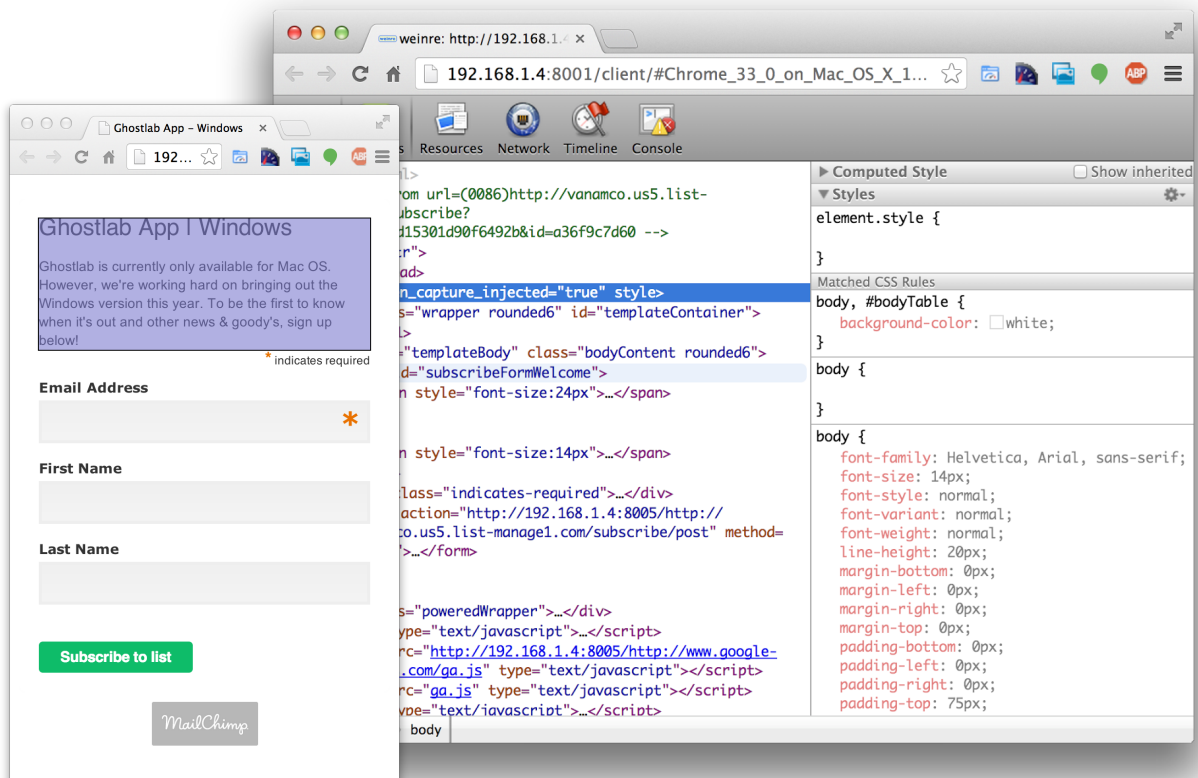 weinre: http://192.168.1.4
192.168.1.4:8001/client/#Chrome_33_0_on_Mac_OS_X_1...
ABP
s
Resources
Network
Timeline
Console
Ghostlab App – Windows
192...
ABP
Ghostlab App | Windows
Ghostlab is currently only available for Mac OS.
However, we're working hard on bringing out the
Windows version this year. To be the first to know
when it's out and other news & goody's, sign up
below!
* indicates required
Email Address
*
First Name
Last Name
Subscribe to list
MailChimp
l>
rom url=(0086)http://vanamco.us5.list-
ubscribe?
d15301d90f6492b&id=a36f9c7d60 -->
tr">
ad>
n_capture_injected="true" style>
s="wrapper rounded6" id="templateContainer">
l>
="templateBody" class="bodyContent rounded6">
d="subscribeFormWelcome">
n style="font-size:24px">…</span>
n style="font-size:14px">…</span>
lass="indicates-required">…</div>
action="http://192.168.1.4:8005/http://
co.us5.list-manage1.com/subscribe/post" method=
">…</form>
s="poweredWrapper">…</div>
ype="text/javascript">…</script>
rc="http://192.168.1.4:8005/http://www.google-
.com/ga.js" type="text/javascript"></script>
rc="ga.js" type="text/javascript"></script>
ype="text/javascript">…</script>
body
Computed Style
Show inherited
Styles
element.style {
}
Matched CSS Rules
body, #bodyTable {
background-color: white;
}
body {
}
body {
font-family: Helvetica, Arial, sans-serif;
font-size: 14px;
font-style: normal;
font-variant: normal;
font-weight: normal;
line-height: 20px;
margin-bottom: 0px;
margin-left: 0px;
margin-right: 0px;
margin-top: 0px;
padding-bottom: 0px;
padding-left: 0px;
padding-right: 0px;
padding-top: 75px;